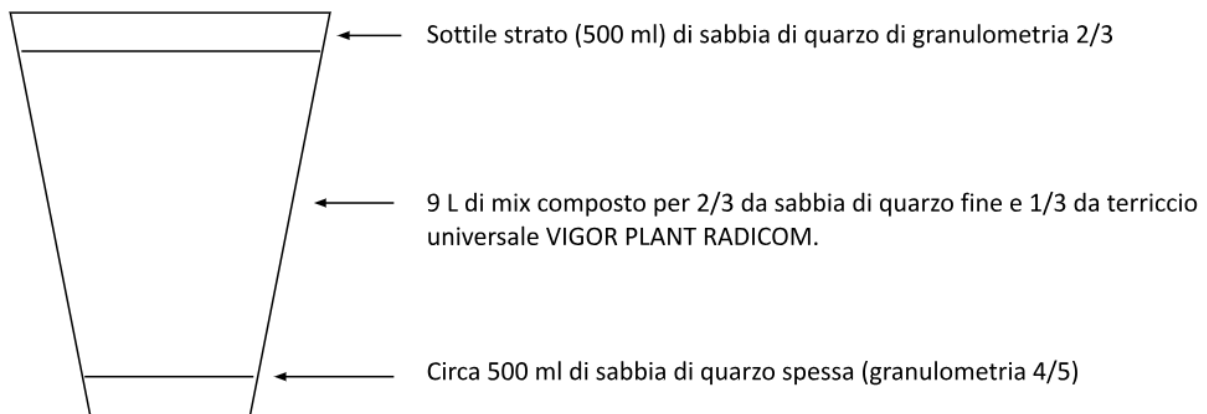 Sottile strato (500 ml) di sabbia di quarzo di granulometria 2/3
9 L di mix composto per 2/3 da sabbia di quarzo fine e 1/3 da terriccio
universale VIGOR PLANT RADICOM.
Circa 500 ml di sabbia di quarzo spessa (granulometria 4/5)